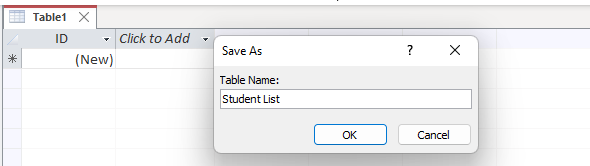 Table1
ID Click to Add
(New)
Save As
Table Name:
Student List
OK Cancel